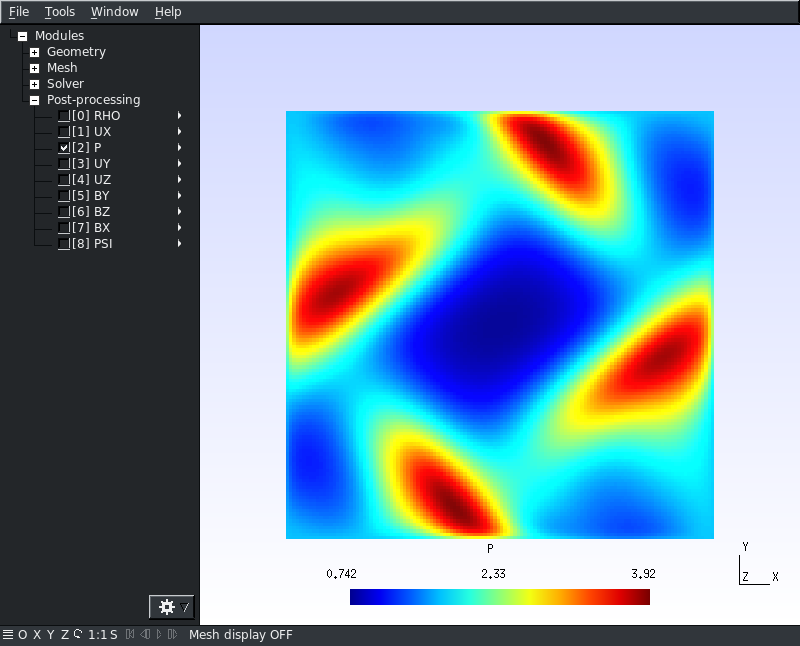 File Tools Window Help
Modules
Geometry
Mesh
Solver
Post-processing
[0] RHO
[1] UX
[2] P
[3] UY
[4] UZ
[5] BY
[6] BZ
[7] BX
[8] PSI
P
0.742 2.33 3.92
Y
Z X
O X Y Z 1:1 S Mesh display OFF